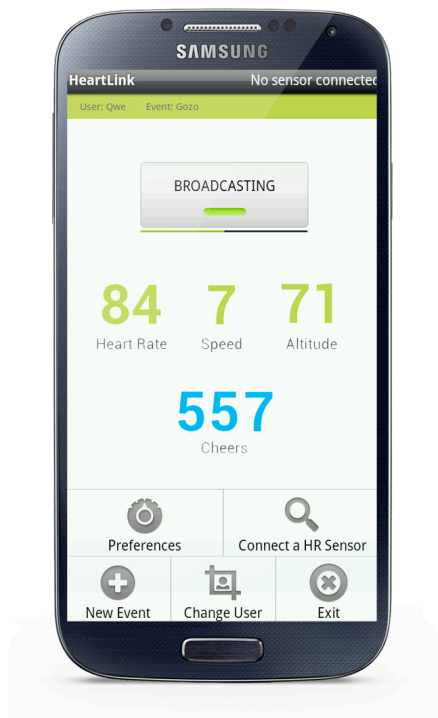 SAMSUNG
HeartLink No sensor connected
User: Qwe Event: Gozo
BROADCASTING
84 7 71
Heart Rate Speed Altitude
557
Cheers
Preferences Connect a HR Sensor
New Event Change User Exit